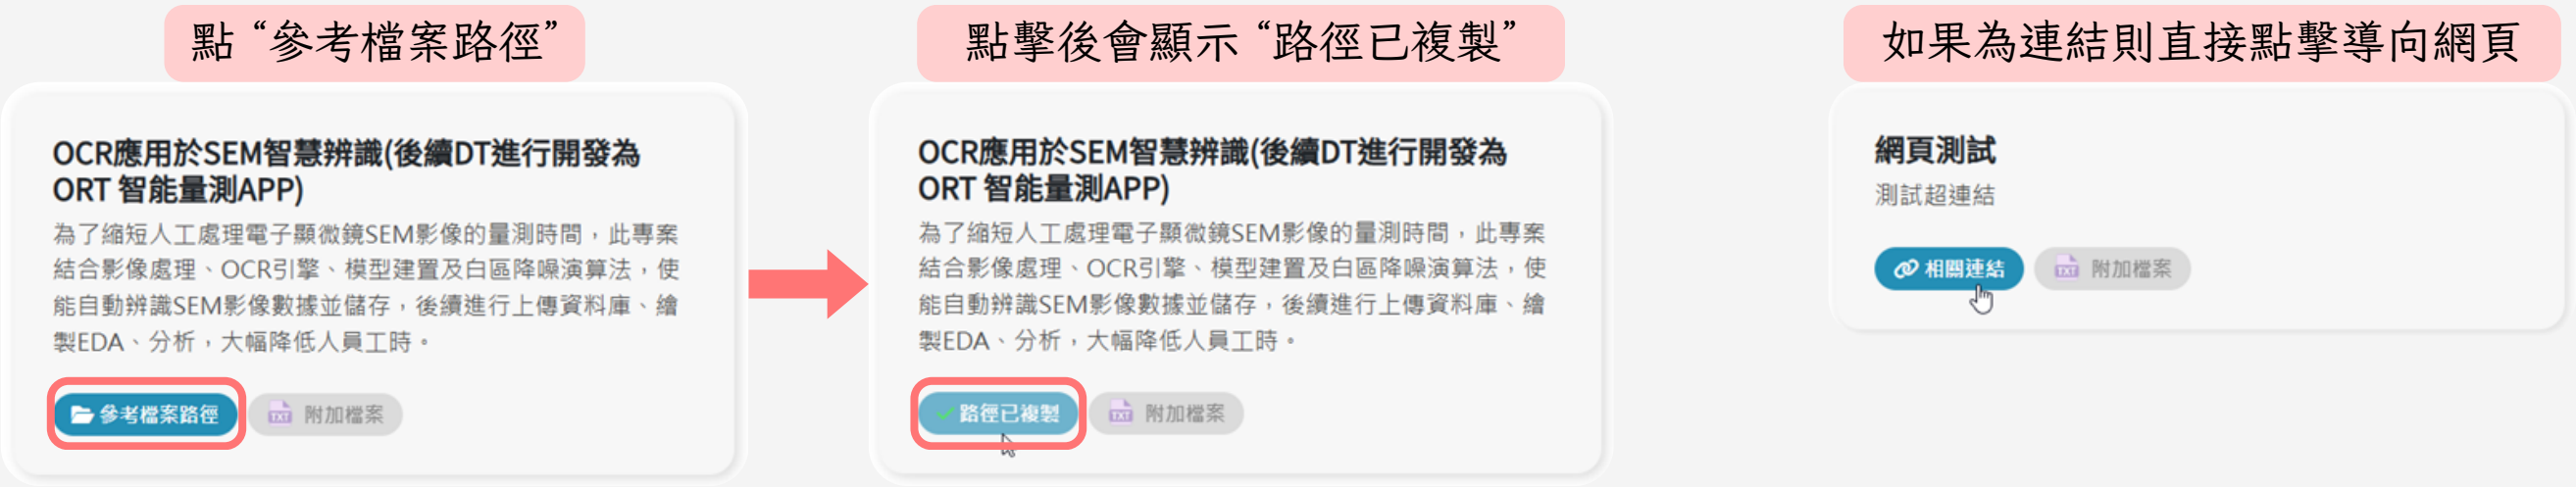 點 “參考檔案路徑”
OCR應用於SEM智慧辨識(後續DT進行開發為
ORT 智能量測APP)
為了縮短人工處理電子顯微鏡SEM影像的量測時間，此專案
結合影像處理、OCR引擎、模型建置及白區降噪演算法，使
能自動辨識SEM影像數據並儲存，後續進行上傳資料庫、繪
製EDA、分析，大幅降低人員工時。
參考檔案路徑
TXT 附加檔案
點擊後會顯示 “路徑已複製”
OCR應用於SEM智慧辨識(後續DT進行開發為
ORT 智能量測APP)
為了縮短人工處理電子顯微鏡SEM影像的量測時間，此專案
結合影像處理、OCR引擎、模型建置及白區降噪演算法，使
能自動辨識SEM影像數據並儲存，後續進行上傳資料庫、繪
製EDA、分析，大幅降低人員工時。
路徑已複製
TXT 附加檔案
如果為連結則直接點擊導向網頁
網頁測試
測試超連結
相關連結
TXT 附加檔案